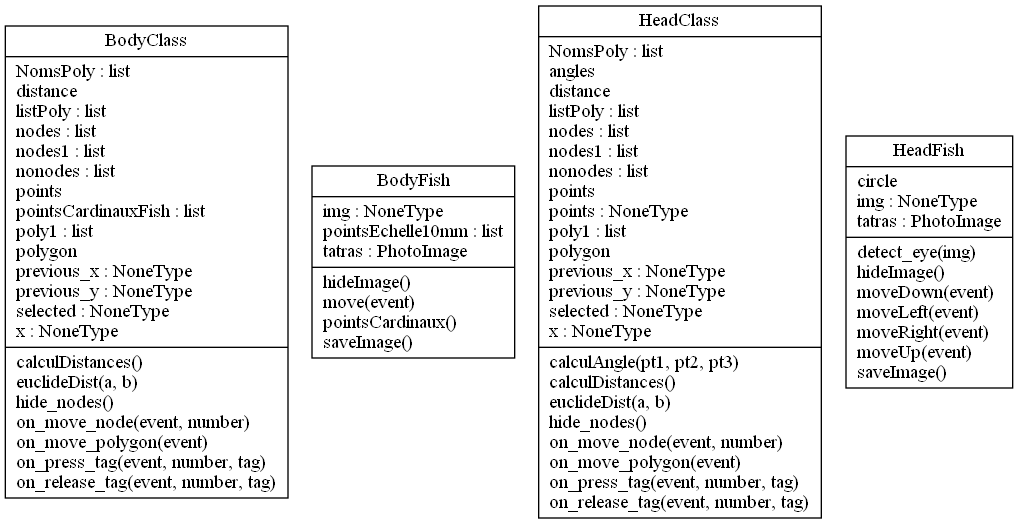 BodyClass
NomsPoly : list
distance
listPoly : list
nodes : list
nodes1 : list
nonodes : list
points
pointsCardinauxFish : list
poly1 : list
polygon
previous_x : NoneType
previous_y : NoneType
selected : NoneType
x : NoneType
calculDistances()
euclideDist(a, b)
hide_nodes()
on_move_node(event, number)
on_move_polygon(event)
on_press_tag(event, number, tag)
on_release_tag(event, number, tag)
BodyFish
img : NoneType
pointsEchelle10mm : list
tatras : PhotoImage
hideImage()
move(event)
pointsCardinaux()
saveImage()
HeadClass
NomsPoly : list
angles
distance
listPoly : list
nodes : list
nodes1 : list
nonodes : list
points
points : NoneType
poly1 : list
polygon
previous_x : NoneType
previous_y : NoneType
selected : NoneType
x : NoneType
calculAngle(pt1, pt2, pt3)
calculDistances()
euclideDist(a, b)
hide_nodes()
on_move_node(event, number)
on_move_polygon(event)
on_press_tag(event, number, tag)
on_release_tag(event, number, tag)
HeadFish
circle
img : NoneType
tatras : PhotoImage
detect_eye(img)
hideImage()
moveDown(event)
moveLeft(event)
moveRight(event)
moveUp(event)
saveImage()